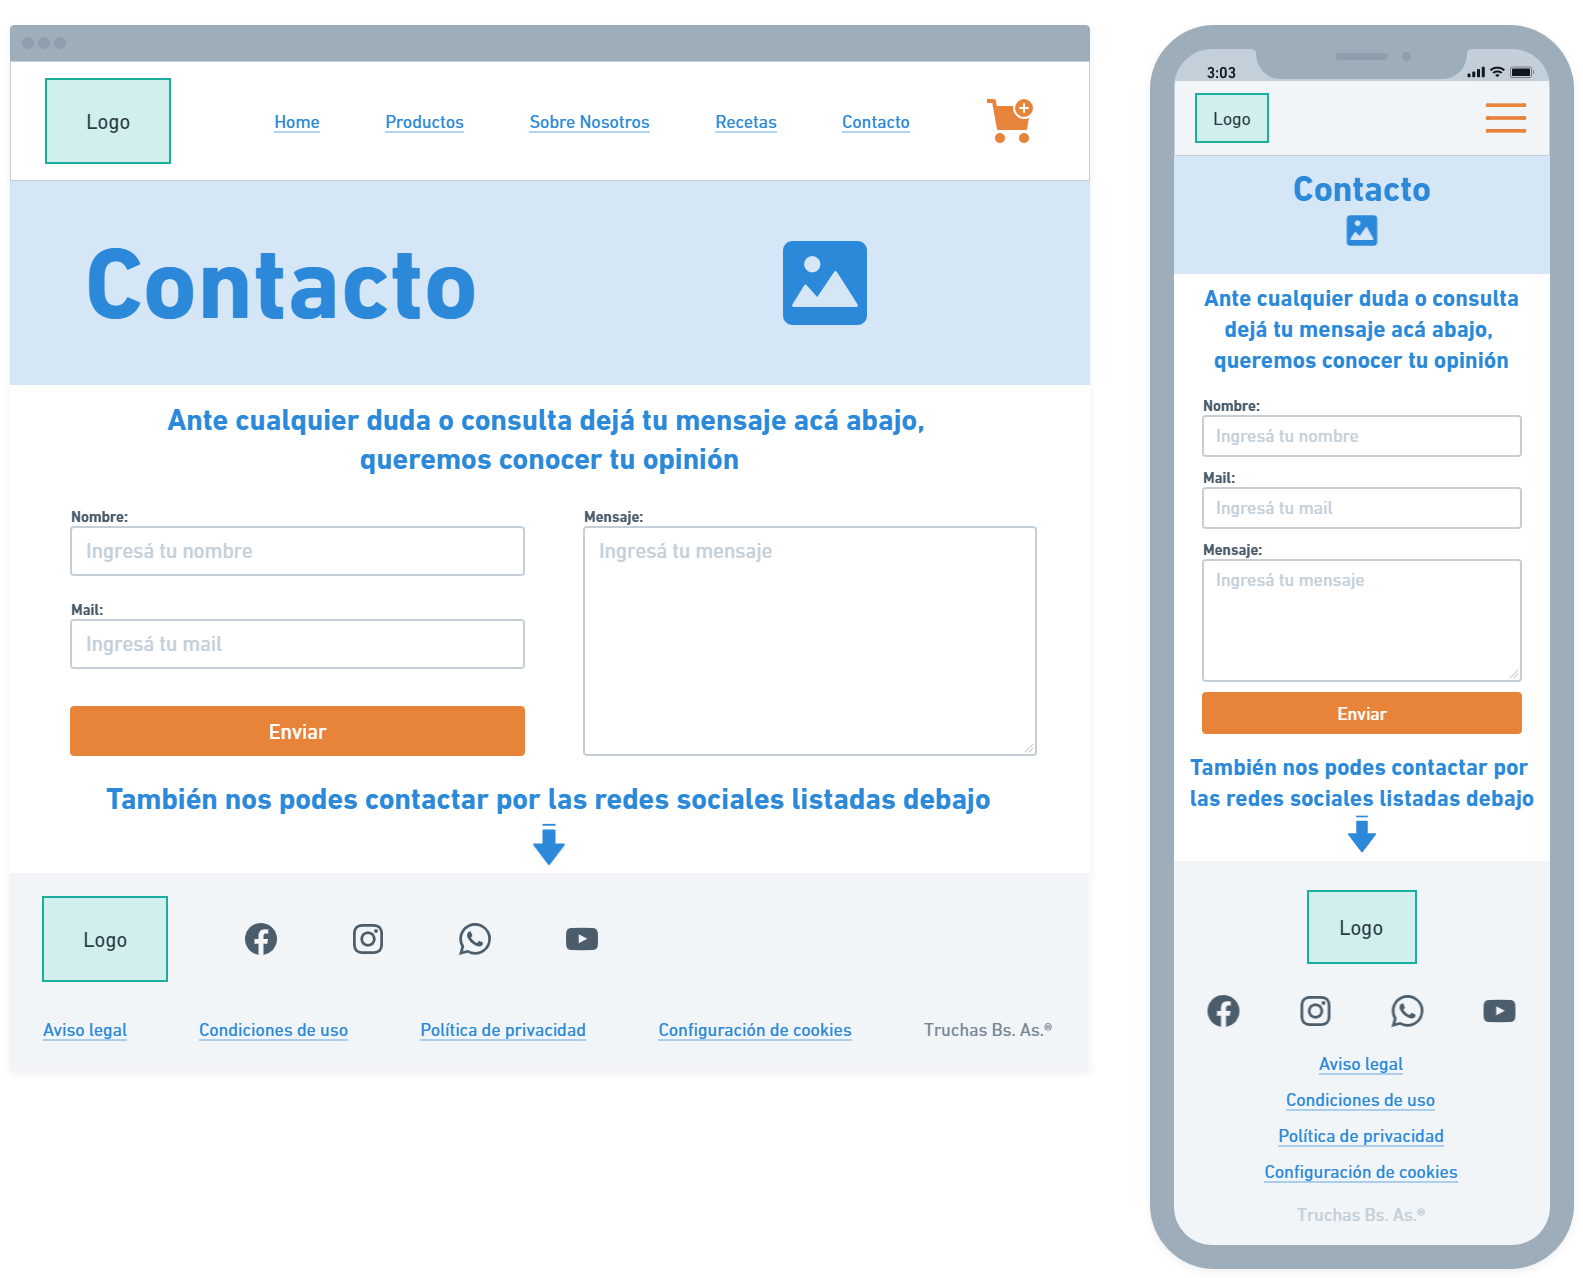 Logo
Home
Productos
Sobre Nosotros
Recetas
Contacto
Contacto
Ante cualquier duda o consulta dejá tu mensaje acá abajo,
queremos conocer tu opinión
Nombre:
Ingresá tu nombre
Mail:
Ingresá tu mail
Enviar
Mensaje:
Ingresá tu mensaje
También nos podes contactar por las redes sociales listadas debajo
Logo
Aviso legal
Condiciones de uso
Política de privacidad
Configuración de cookies
Truchas Bs. As.®
3:03
Logo
Contacto
Ante cualquier duda o consulta
dejá tu mensaje acá abajo,
queremos conocer tu opinión
Nombre:
Ingresá tu nombre
Mail:
Ingresá tu mail
Mensaje:
Ingresá tu mensaje
Enviar
También nos podes contactar por
las redes sociales listadas debajo
Logo
Aviso legal
Condiciones de uso
Política de privacidad
Configuración de cookies
Truchas Bs. As.®